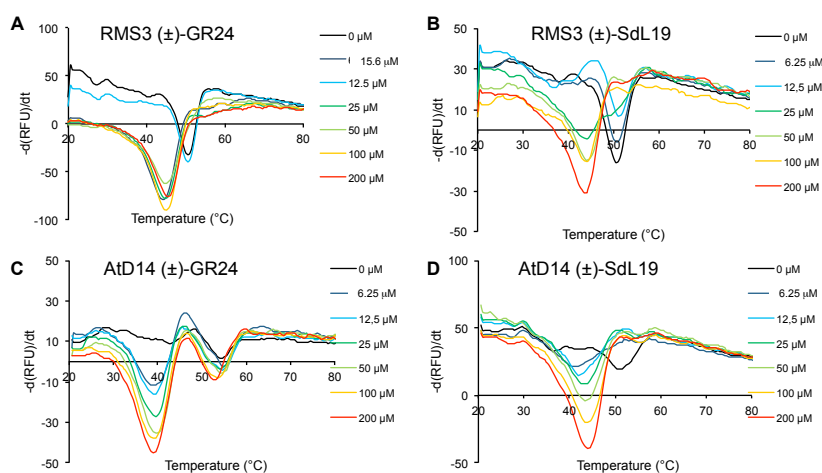 A
RMS3 (±)-GR24
-d(RFU)/dt
100
50
0
-50
-100
20
40
60
80
Temperature (°C)
0 µM
15.6 µM
12.5 µM
25 µM
50 µM
100 µM
200 µM
B
RMS3 (±)-SdL19
-d(RFU)/dt
50
30
10
-10
-30
-50
20
30
40
50
60
70
80
Temperature (°C)
0 µM
6.25 µM
12,5 µM
25 µM
50 µM
100 µM
200 µM
C
AtD14 (±)-GR24
-d(RFU)/dt
50
30
10
-10
-30
-50
20
30
40
50
60
70
80
Temperature (°C)
0 µM
6.25 µM
12,5 µM
25 µM
50 µM
100 µM
200 µM
D
AtD14 (±)-SdL19
-d(RFU)/dt
100
50
0
-50
20
30
40
50
60
70
80
Temperature (°C)
0 µM
6.25 µM
12,5 µM
25 µM
50 µM
100 µM
200 µM